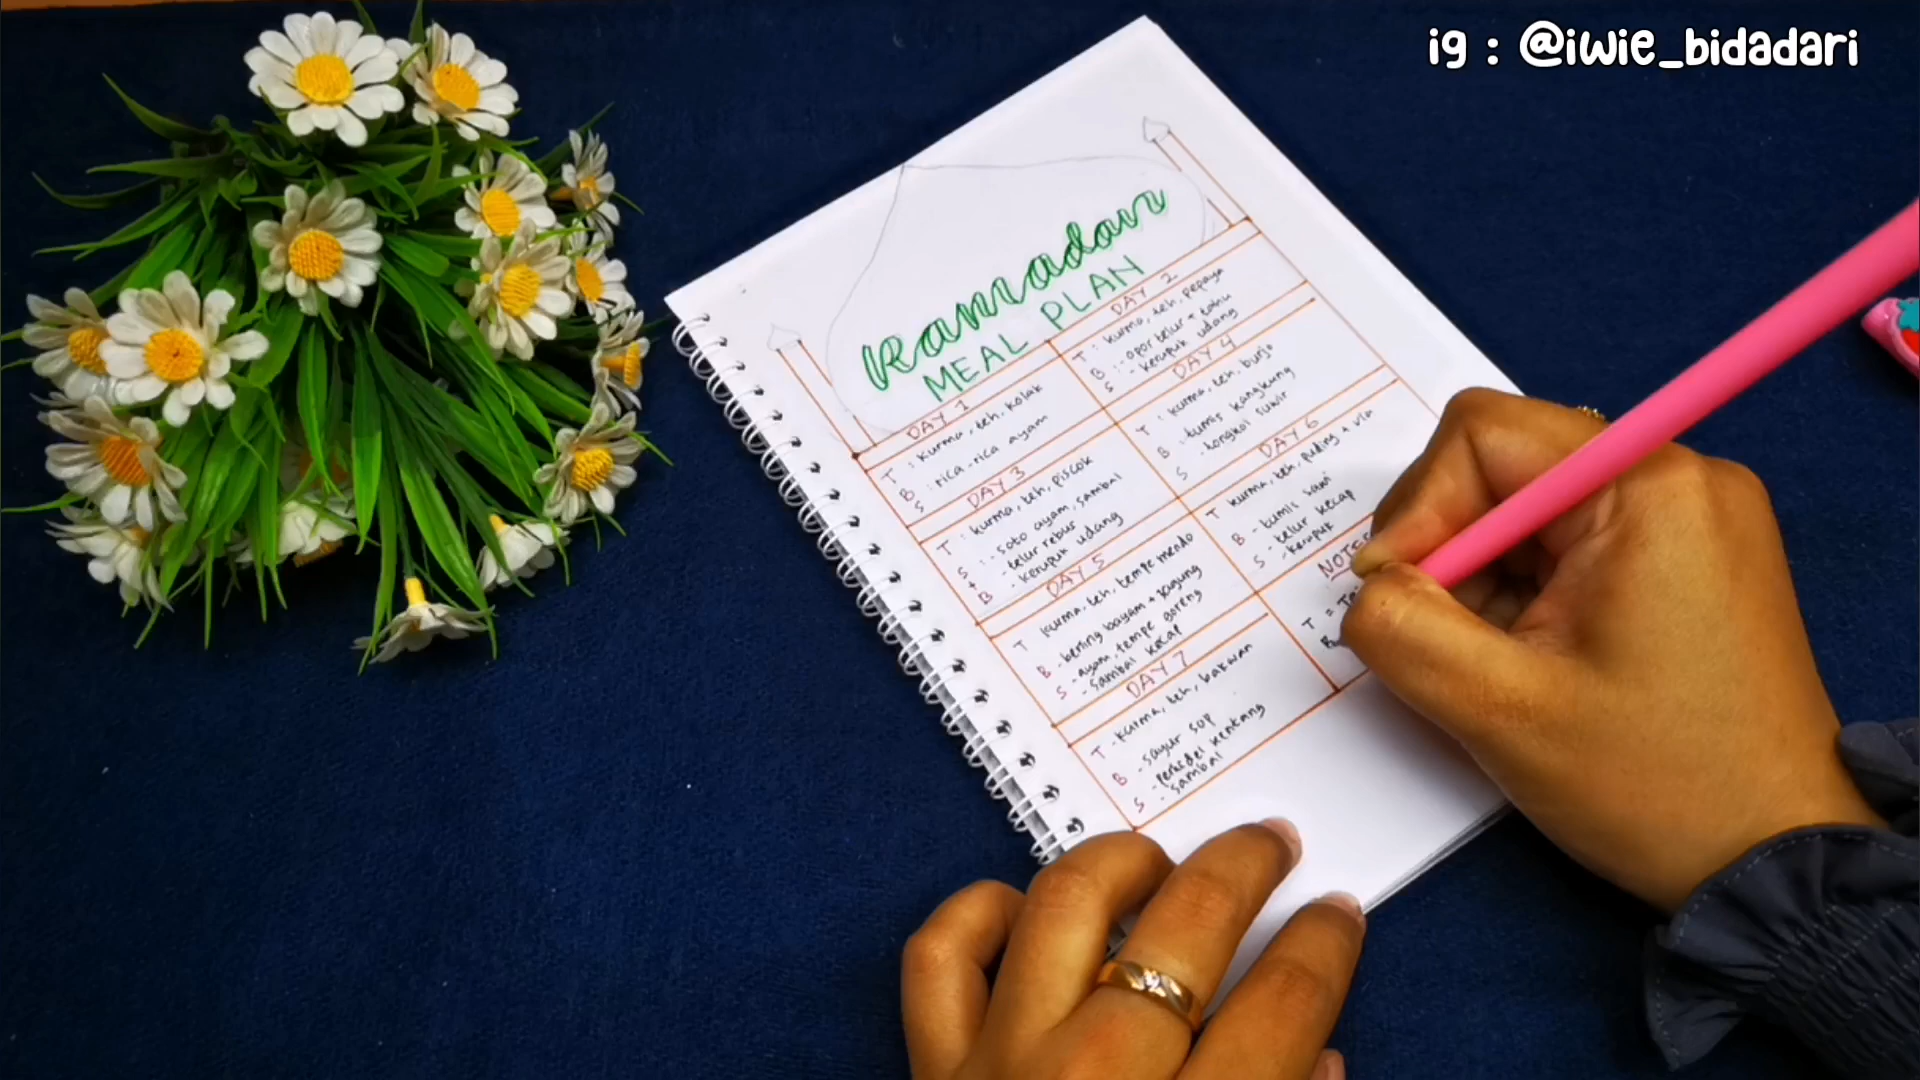 ig : @iwie_bidadari
Ramadan
MEAL PLAN
DAY 1
T : kurma, teh, kolak
B : rica-rica ayam
S
DAY 2
T : kurma, teh, pepaya
B : - opor telur + tahu
S - kerupuk udang
DAY 3
T : kurma, teh, piscok
S : - soto ayam, sambal
+ - telur rebus
B - kerupuk udang
DAY 4
T : kurma, teh, burjo
B . tumis kangkung
S . tongkol suwir
DAY 5
T kurma, teh, tempe mendo
B - bening bayam + jagung
S - ayam, tempe goreng
- sambal kecap
DAY 6
T kurma, teh, puding + vla
B - tumis sawi
S - telur kecap
- kerupuk
DAY 7
T - kurma, teh, bakwan
B - sayur sop
S - perkedel kentang
- sambal
NOTES
T = Ta
B